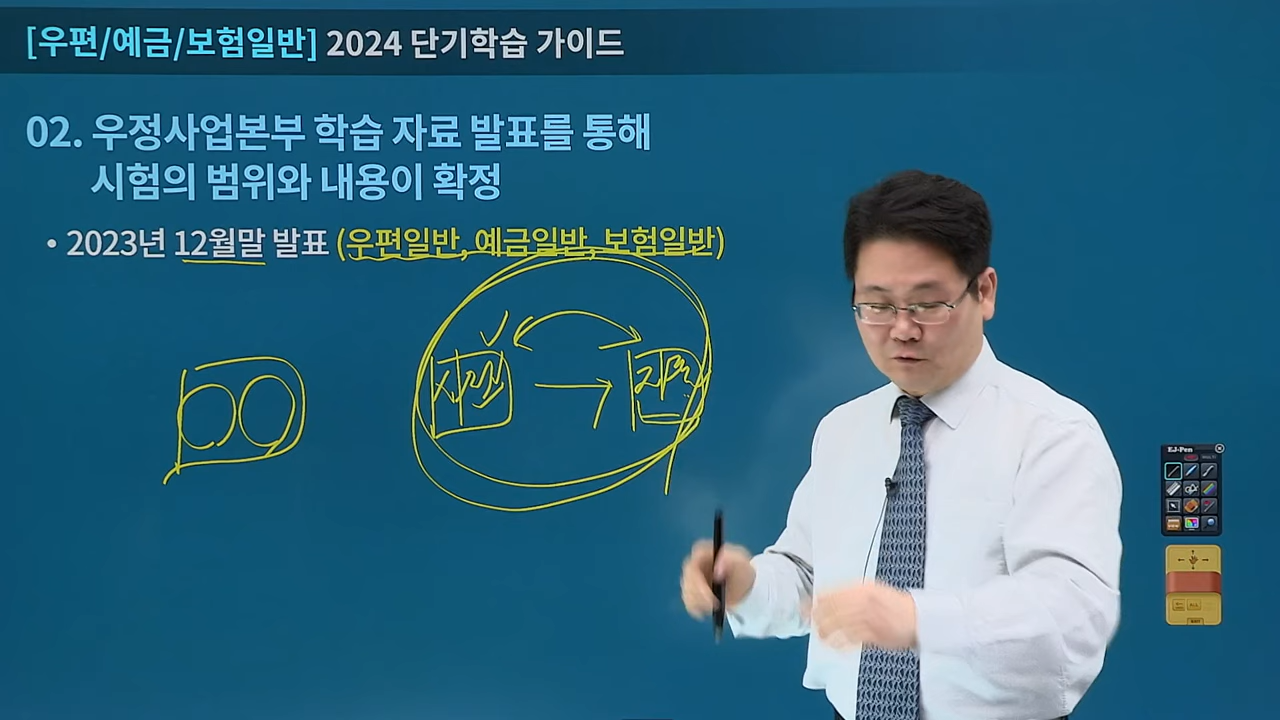 [우편/예금/보험일반] 2024 단기학습 가이드
02. 우정사업본부 학습 자료 발표를 통해
시험의 범위와 내용이 확정
• 2023년 12월말 발표 (우편일반, 예금일반, 보험일반)
EJ-Pen